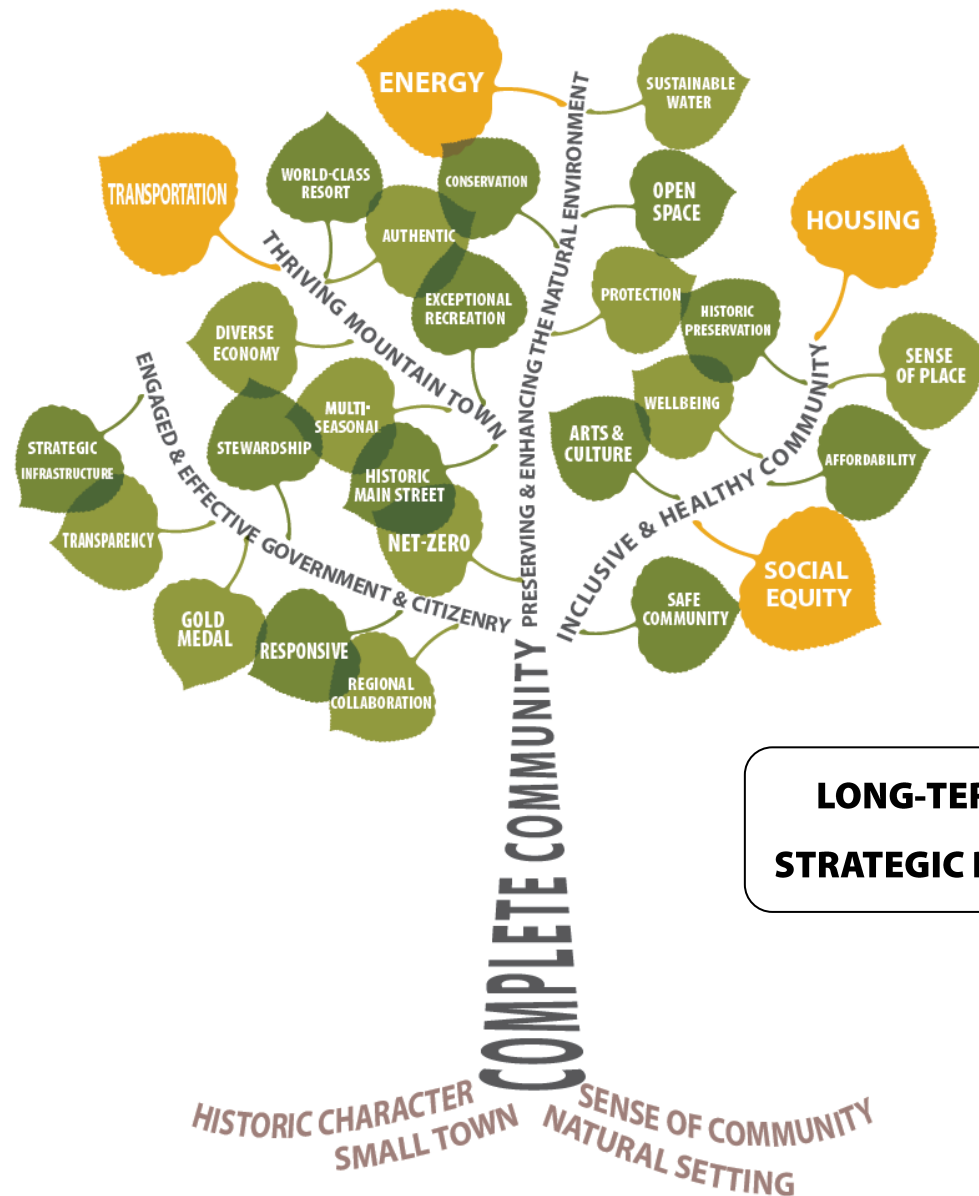 ENERGY
SUSTAINABLE
WATER
TRANSPORTATION
WORLD-CLASS
RESORT
CONSERVATION
AUTHENTIC
OPEN
SPACE
HOUSING
EXCEPTIONAL
RECREATION
PROTECTION
HISTORIC
PRESERVATION
SENSE
OF PLACE
DIVERSE
ECONOMY
MULTI-
SEASONAL
WELLBEING
STRATEGIC
INFRASTRUCTURE
STEWARDSHIP
HISTORIC
MAIN STREET
ARTS &
CULTURE
AFFORDABILITY
TRANSPARENCY
NET-ZERO
SOCIAL
EQUITY
GOLD
MEDAL
RESPONSIVE
REGIONAL
COLLABORATION
SAFE
COMMUNITY
THRIVING MOUNTAIN TOWN
ENGAGED & EFFECTIVE GOVERNMENT & CITIZENRY
PRESERVING & ENHANCING THE NATURAL ENVIRONMENT
INCLUSIVE & HEALTHY COMMUNITY
COMPLETE COMMUNITY
HISTORIC CHARACTER
SMALL TOWN
SENSE OF COMMUNITY
NATURAL SETTING
LONG-TER
STRATEGIC